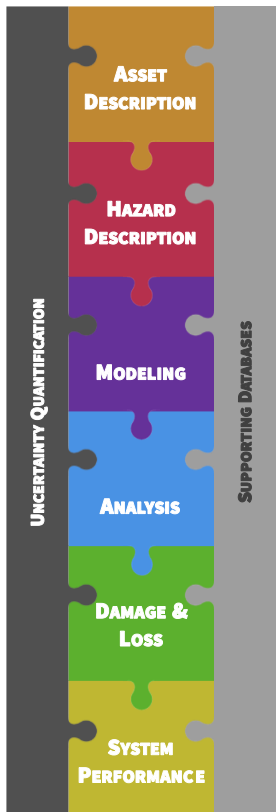 UNCERTAINTY QUANTIFICATION
ASSET
DESCRIPTION
HAZARD
DESCRIPTION
MODELING
ANALYSIS
DAMAGE &
LOSS
SYSTEM
PERFORMANCE
SUPPORTING DATABASES